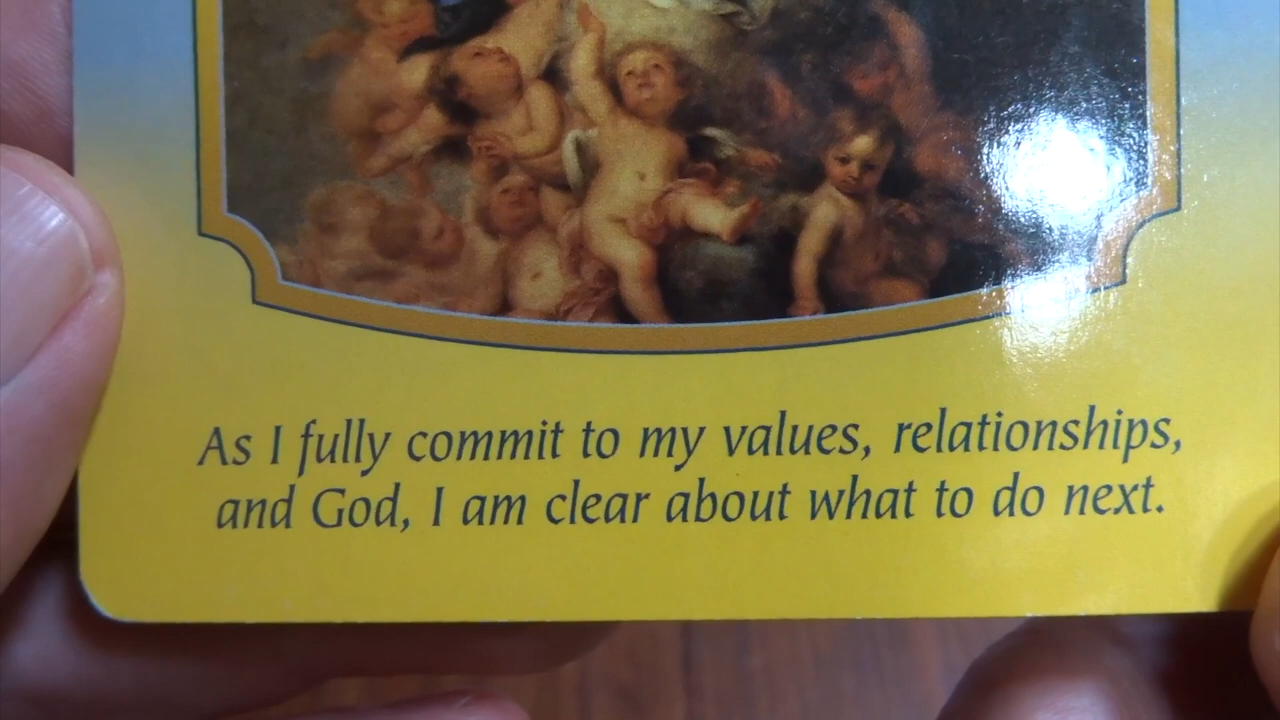 As I fully commit to my values, relationships,
and God, I am clear about what to do next.